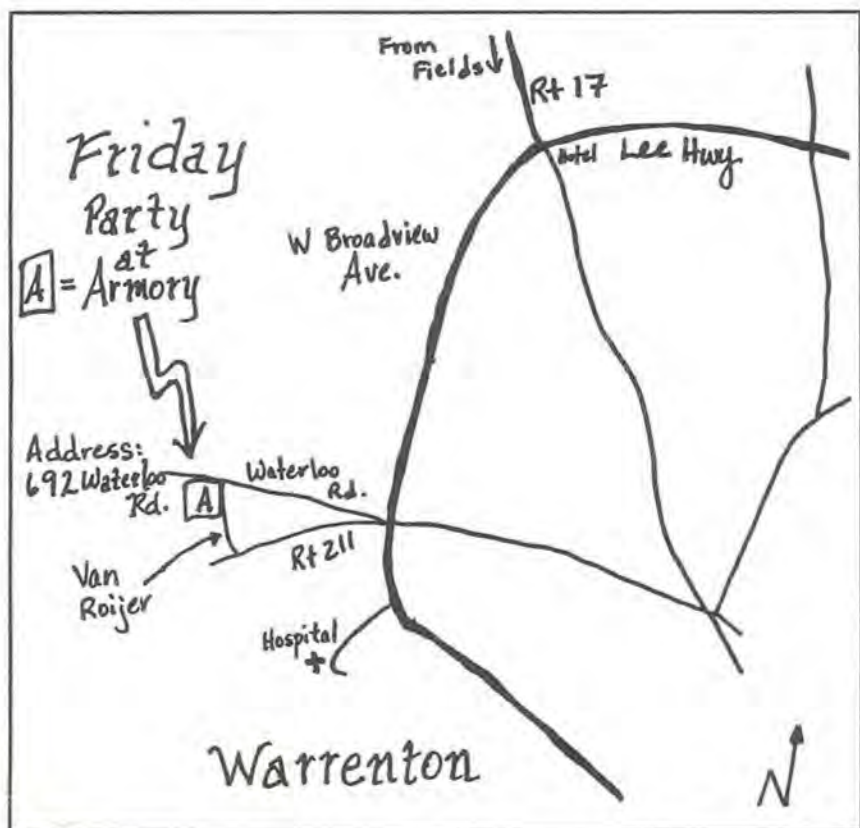 From
Fields
Rt 17
Hotel Lee Hwy.
Friday
Party
at
A = Armory
W Broadview
Ave.
Address:
692 Waterloo
Rd.
A
Waterloo
Rd.
Rt 211
Van
Roijer
Hospital
Warrenton
N